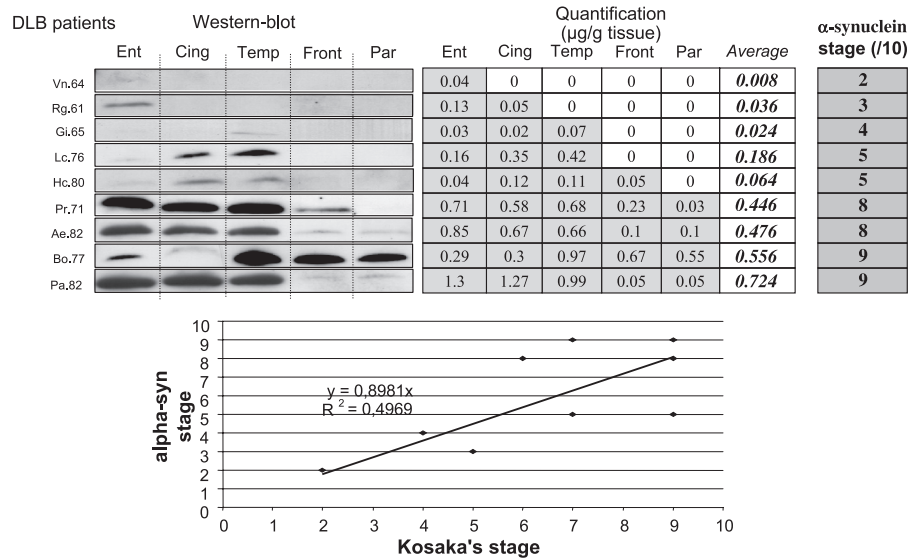 DLB patients Western-blot Quantification (µg/g tissue) α-synuclein stage (/10)
Ent Cing Temp Front Par Ent Cing Temp Front Par Average
Vn.64 0.04 0 0 0 0 0.008 2
Rg.61 0.13 0.05 0 0 0 0.036 3
Gi.65 0.03 0.02 0.07 0 0 0.024 4
Lc.76 0.16 0.35 0.42 0 0 0.186 5
Hc.80 0.04 0.12 0.11 0.05 0 0.064 5
Pr.71 0.71 0.58 0.68 0.23 0.03 0.446 8
Ae.82 0.85 0.67 0.66 0.1 0.1 0.476 8
Bo.77 0.29 0.3 0.97 0.67 0.55 0.556 9
Pa.82 1.3 1.27 0.99 0.05 0.05 0.724 9
10
9
8
7
6
5
4
3
2
1
0
alpha-syn
stage
y = 0,8981x
R 2 = 0,4969
0 1 2 3 4 5 6 7 8 9 10
Kosaka's stage